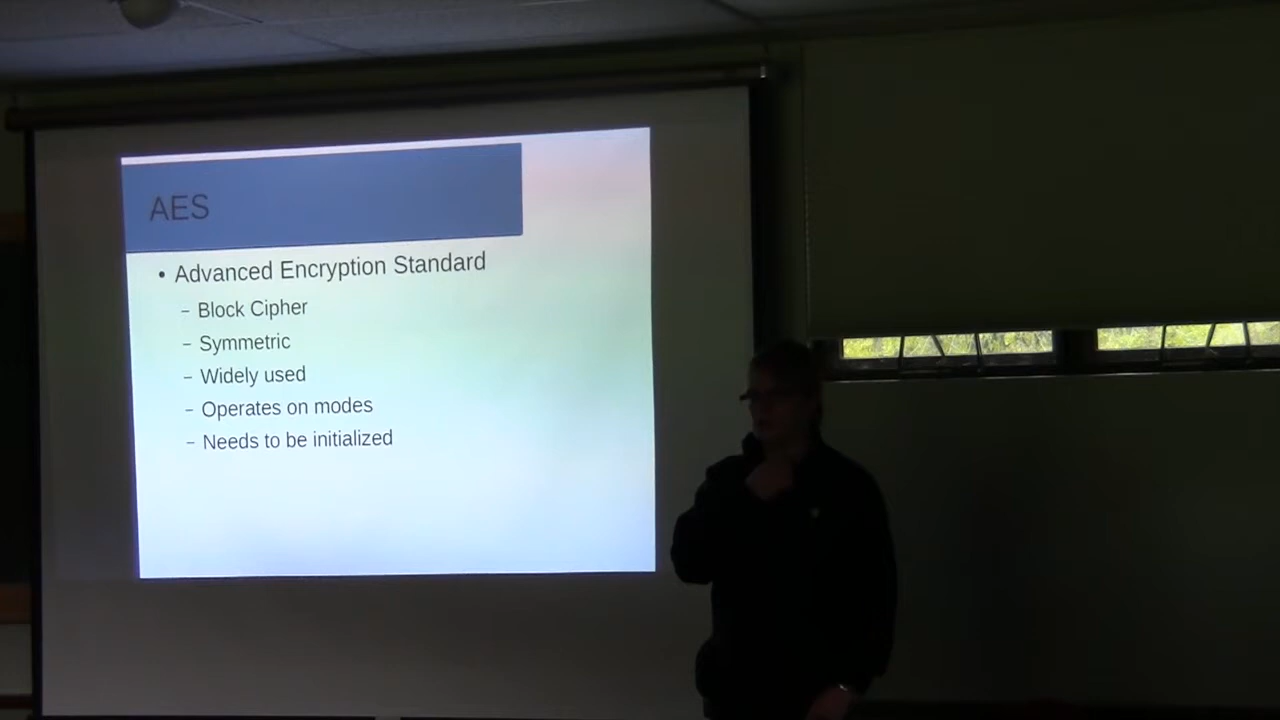 AES
• Advanced Encryption Standard
– Block Cipher
– Symmetric
– Widely used
– Operates on modes
– Needs to be initialized